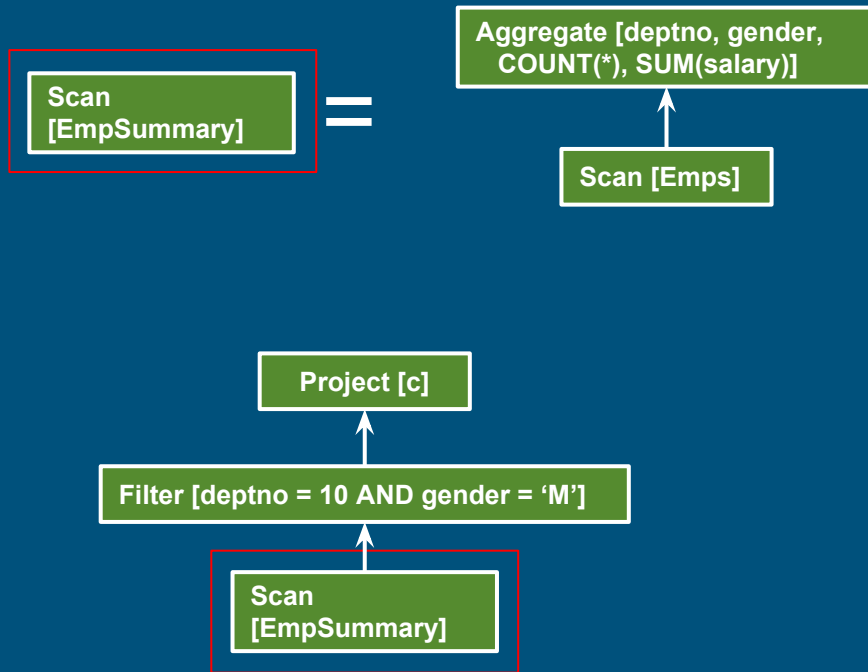 Aggregate [deptno, gender,
COUNT(*), SUM(salary)]
Scan
[EmpSummary]
=
Scan [Emps]
Project [c]
Filter [deptno = 10 AND gender = ‘M’]
Scan
[EmpSummary]